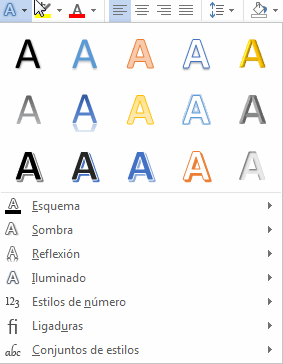 A A
A A A A A
A A A A A
A A A A A
A Esquema
A Sombra
A Reflexión
A Iluminado
123 Estilos de número
fi Ligaduras
abc Conjuntos de estilos